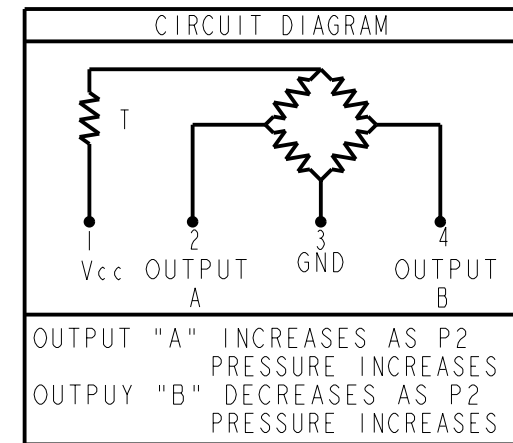 CIRCUIT DIAGRAM
T
1 2 3 4
Vcc OUTPUT GND OUTPUT
A B
OUTPUT "A" INCREASES AS P2
PRESSURE INCREASES
OUTPUY "B" DECREASES AS P2
PRESSURE INCREASES